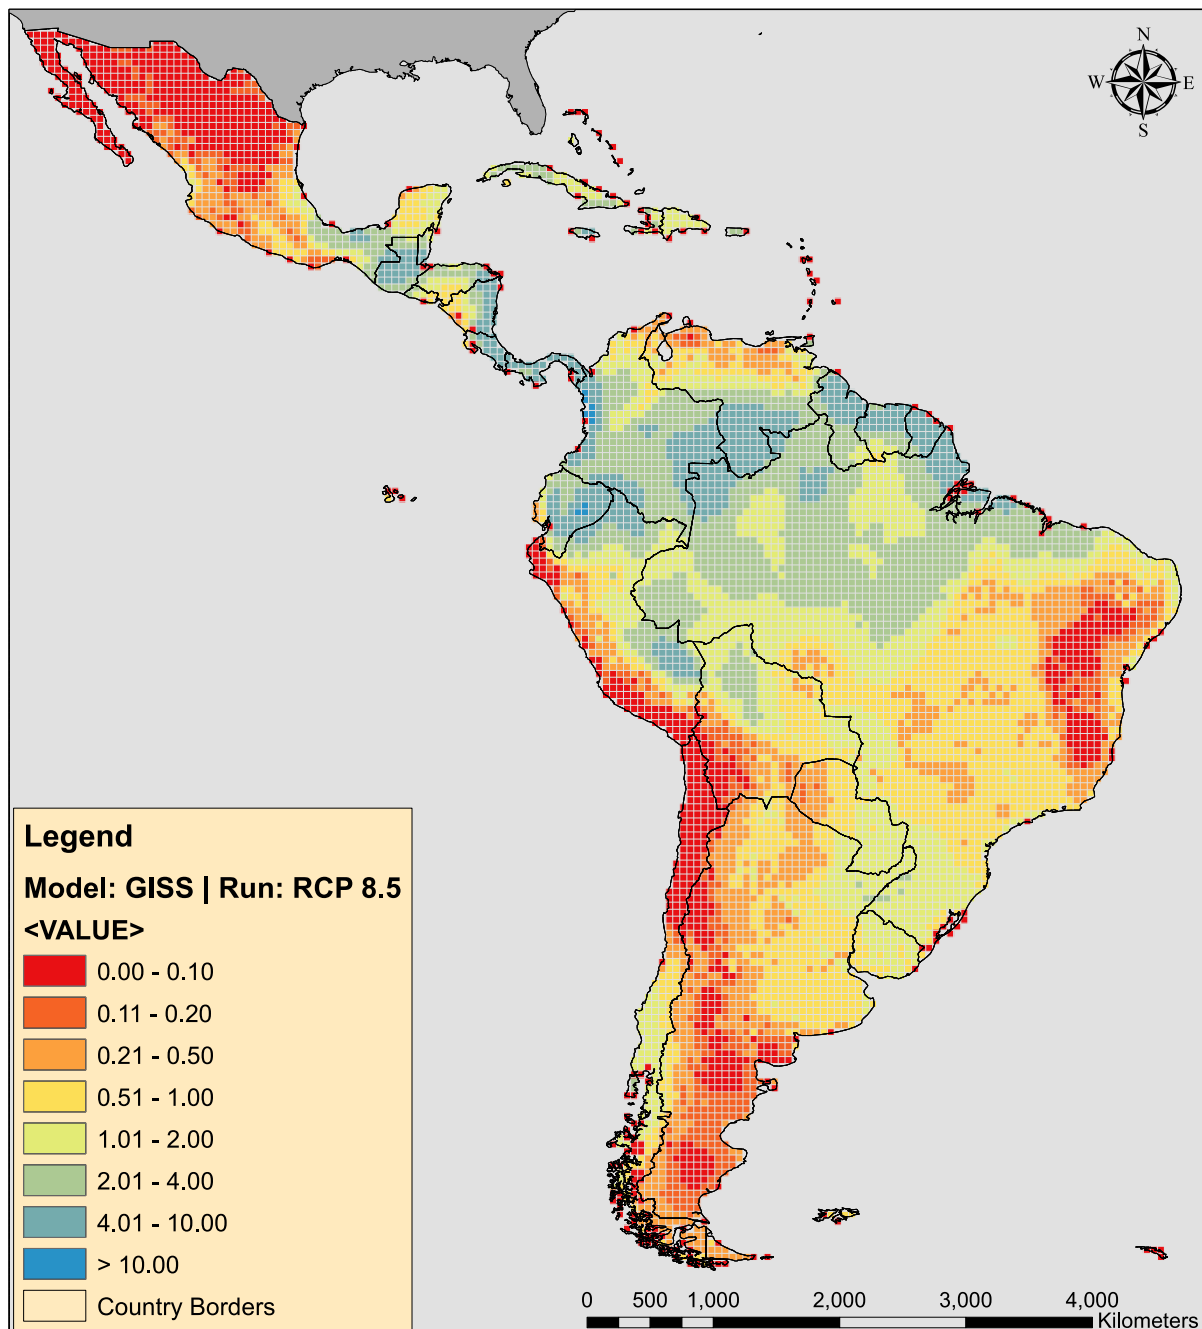 N
W E
S
Legend
Model: GISS | Run: RCP 8.5
<VALUE>
0.00 - 0.10
0.11 - 0.20
0.21 - 0.50
0.51 - 1.00
1.01 - 2.00
2.01 - 4.00
4.01 - 10.00
> 10.00
Country Borders
0 500 1,000 2,000 3,000 4,000
Kilometers